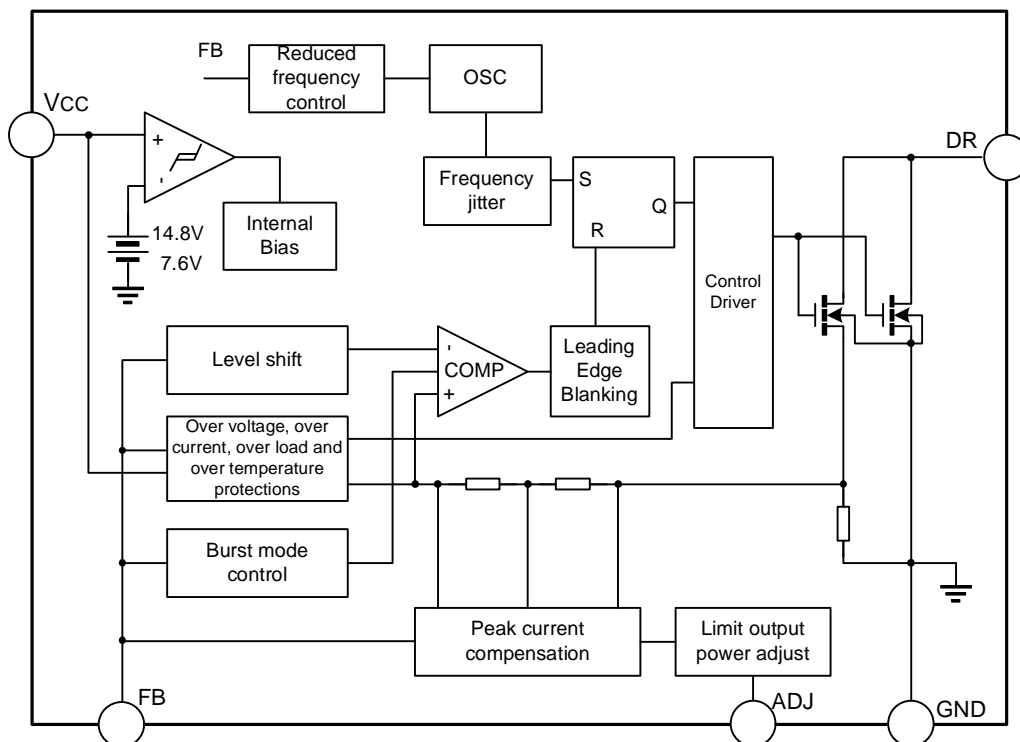 FB
Reduced
frequency
control
OSC
VCC
DR
+
-
Frequency
jitter
S
Q
R
14.8V
7.6V
Internal
Bias
Control
Driver
Level shift
-
COMP
+
Leading
Edge
Blanking
Over voltage, over
current, over load and
over temperature
protections
Burst mode
control
Peak current
compensation
Limit output
power adjust
FB
ADJ
GND